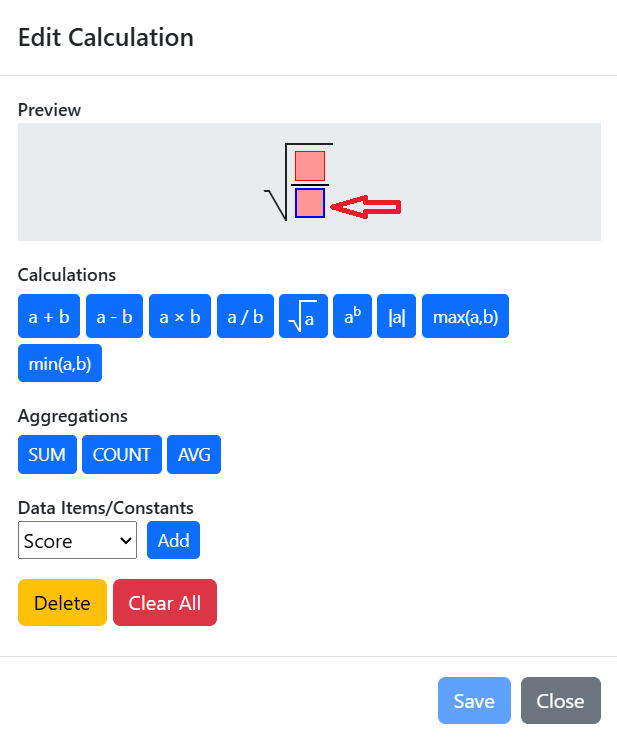 Edit Calculation
Preview
Calculations
a + b a - b a × b a / b √a aᵇ |a| max(a,b)
min(a,b)
Aggregations
SUM COUNT AVG
Data Items/Constants
Score Add
Delete Clear All
Save Close